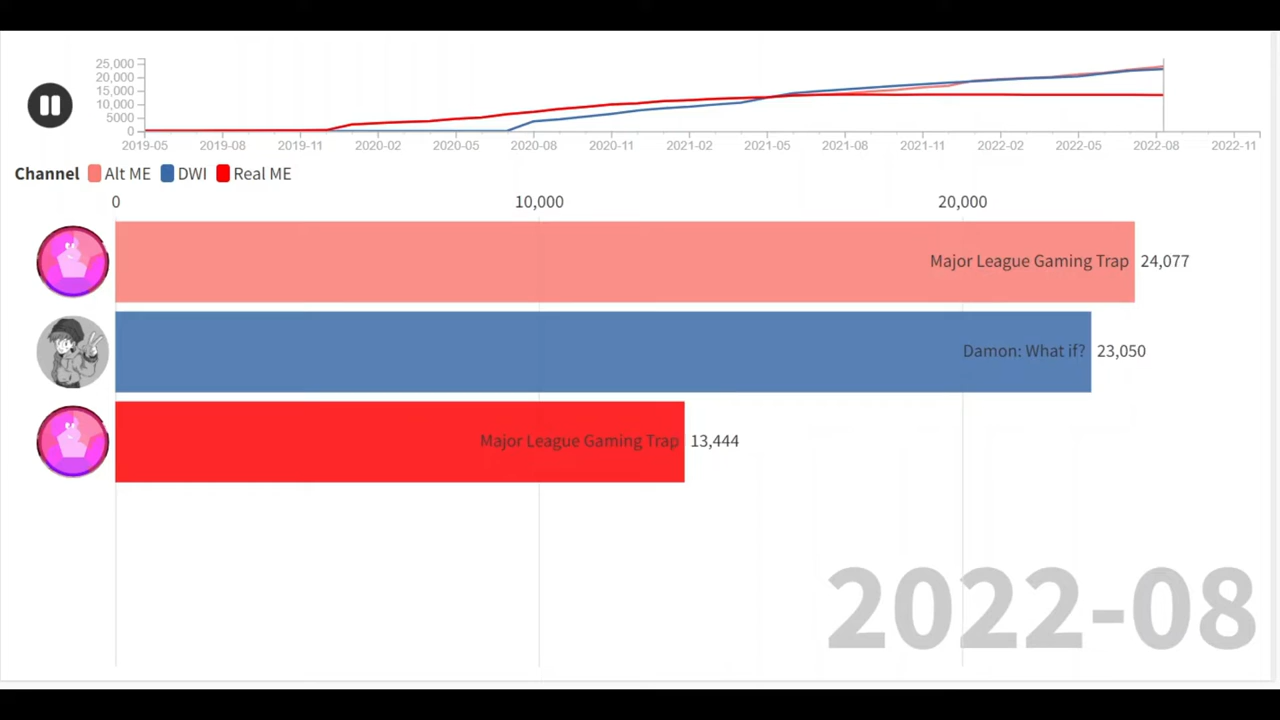 25,000
20,000
15,000
10,000
5000
0
2019-05 2019-08 2019-11 2020-02 2020-05 2020-08 2020-11 2021-02 2021-05 2021-08 2021-11 2022-02 2022-05 2022-08 2022-11
Channel Alt ME DWI Real ME
0 10,000 20,000
Major League Gaming Trap 24,077
Damon: What if? 23,050
Major League Gaming Trap 13,444
2022-08